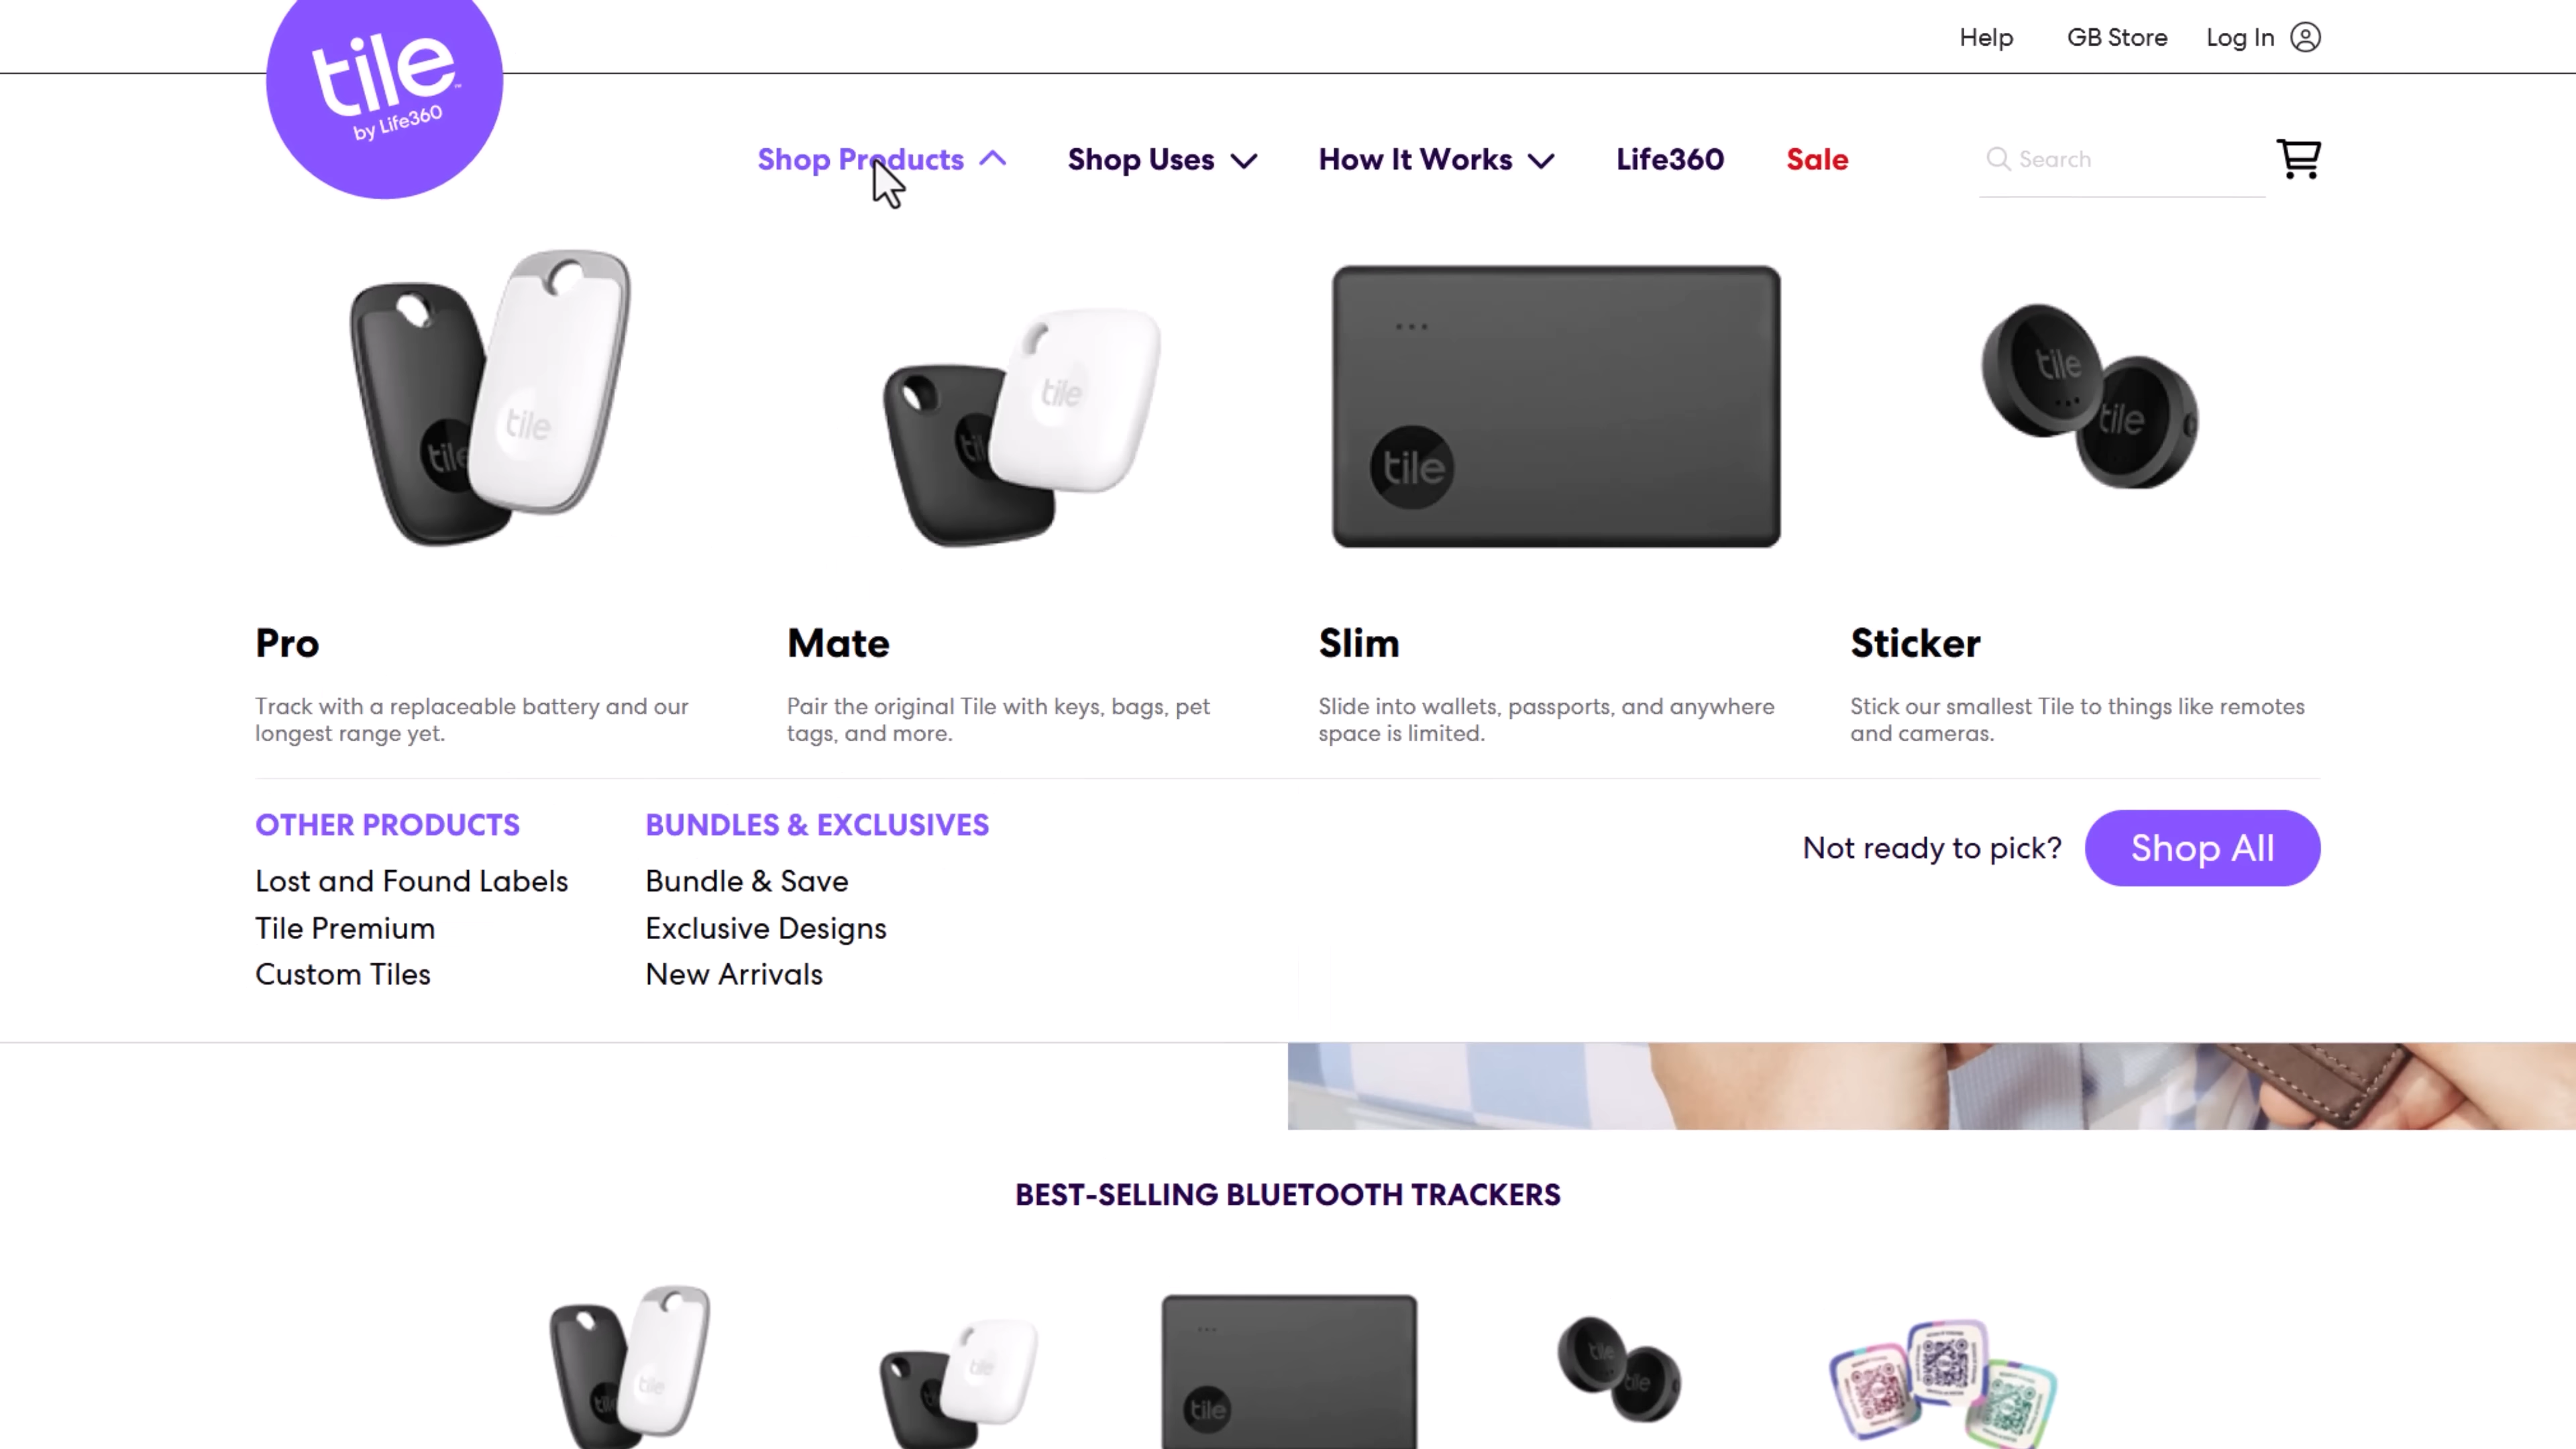 tile
by Life360
Help
GB Store
Log In
Shop Products
Shop Uses
How It Works
Life360
Sale
Search
tile
tile
tile
tile
tile
tile
Pro
Mate
Slim
Sticker
Track with a replaceable battery and our
longest range yet.
Pair the original Tile with keys, bags, pet
tags, and more.
Slide into wallets, passports, and anywhere
space is limited.
Stick our smallest Tile to things like remotes
and cameras.
OTHER PRODUCTS
Lost and Found Labels
Tile Premium
Custom Tiles
BUNDLES & EXCLUSIVES
Bundle & Save
Exclusive Designs
New Arrivals
Not ready to pick?
Shop All
BEST-SELLING BLUETOOTH TRACKERS
tile
tile
tile
tile
tile